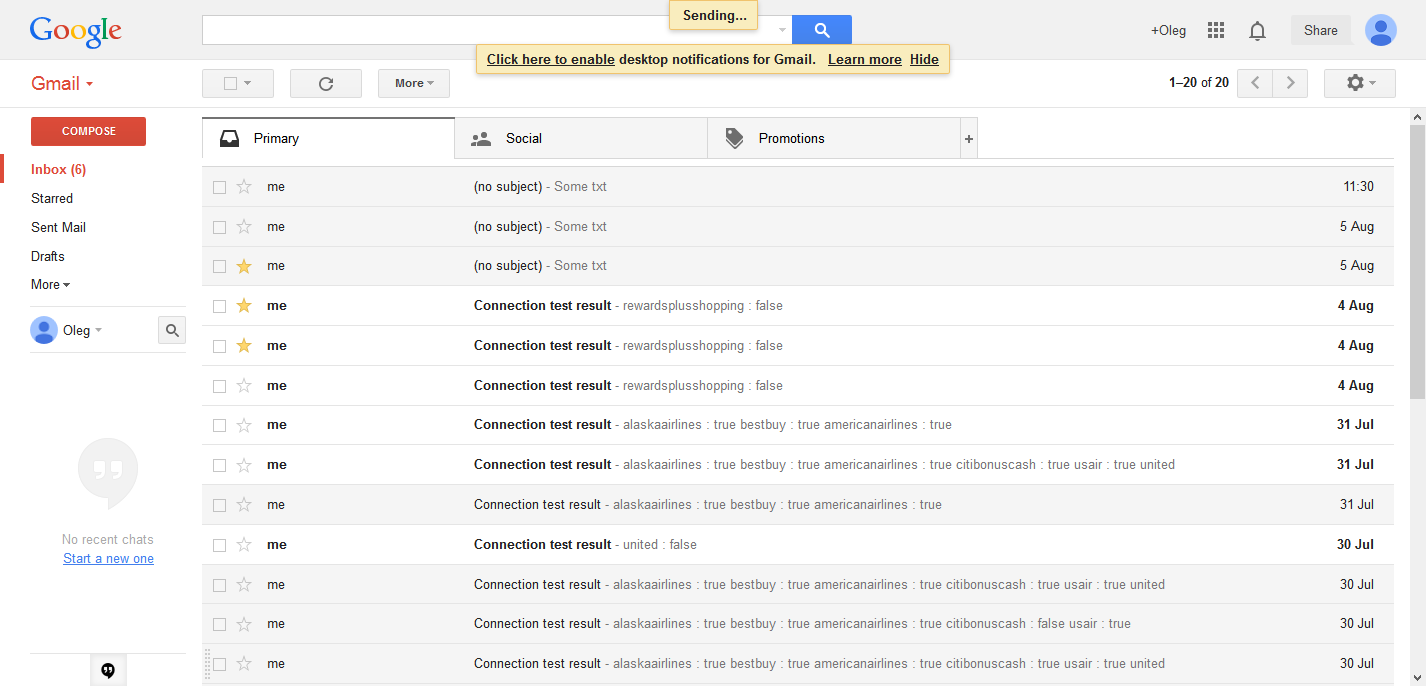 Google
Sending...
+Oleg
Share
Click here to enable desktop notifications for Gmail. Learn more Hide
Gmail
More
1–20 of 20
COMPOSE
Inbox (6)
Starred
Sent Mail
Drafts
More
Oleg
No recent chats
Start a new one
Primary
Social
Promotions
+
me (no subject) - Some txt 11:30
me (no subject) - Some txt 5 Aug
me (no subject) - Some txt 5 Aug
me Connection test result - rewardsplusshopping : false 4 Aug
me Connection test result - rewardsplusshopping : false 4 Aug
me Connection test result - rewardsplusshopping : false 4 Aug
me Connection test result - alaskaairlines : true bestbuy : true americanairlines : true 31 Jul
me Connection test result - alaskaairlines : true bestbuy : true americanairlines : true citibonuscash : true usair : true united 31 Jul
me Connection test result - alaskaairlines : true bestbuy : true americanairlines : true 31 Jul
me Connection test result - united : false 30 Jul
me Connection test result - alaskaairlines : true bestbuy : true americanairlines : true citibonuscash : true usair : true united 30 Jul
me Connection test result - alaskaairlines : true bestbuy : true americanairlines : true citibonuscash : false usair : true 30 Jul
me Connection test result - alaskaairlines : true bestbuy : true americanairlines : true citibonuscash : true usair : true united 30 Jul